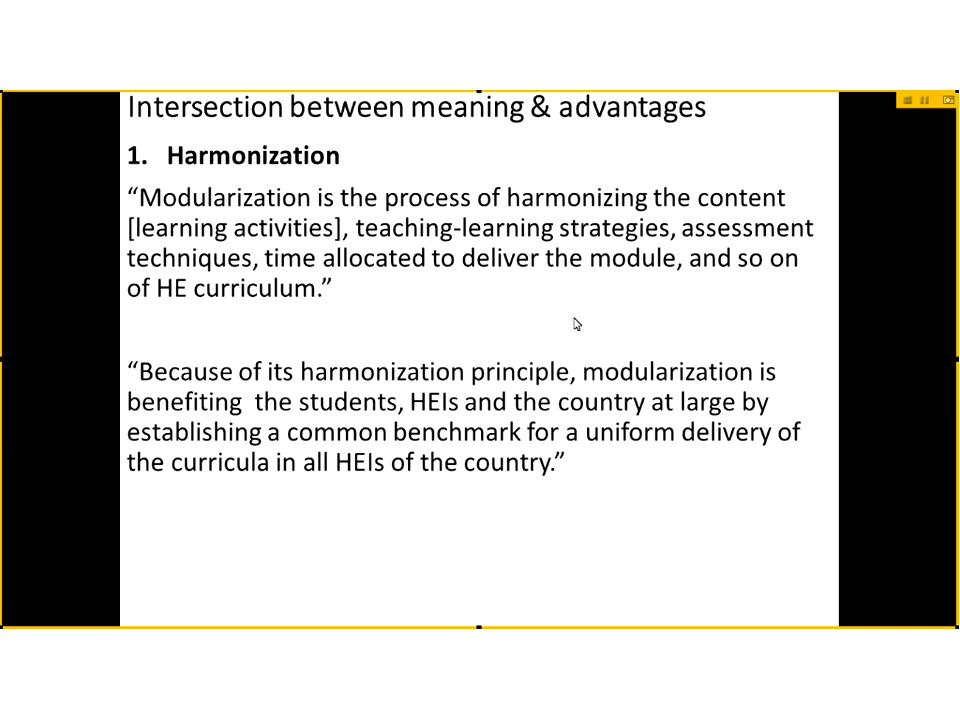 Intersection between meaning & advantages
1. Harmonization
“Modularization is the process of harmonizing the content
[learning activities], teaching-learning strategies, assessment
techniques, time allocated to deliver the module, and so on
of HE curriculum.”
“Because of its harmonization principle, modularization is
benefiting  the students, HEIs and the country at large by
establishing a common benchmark for a uniform delivery of
the curricula in all HEIs of the country.”